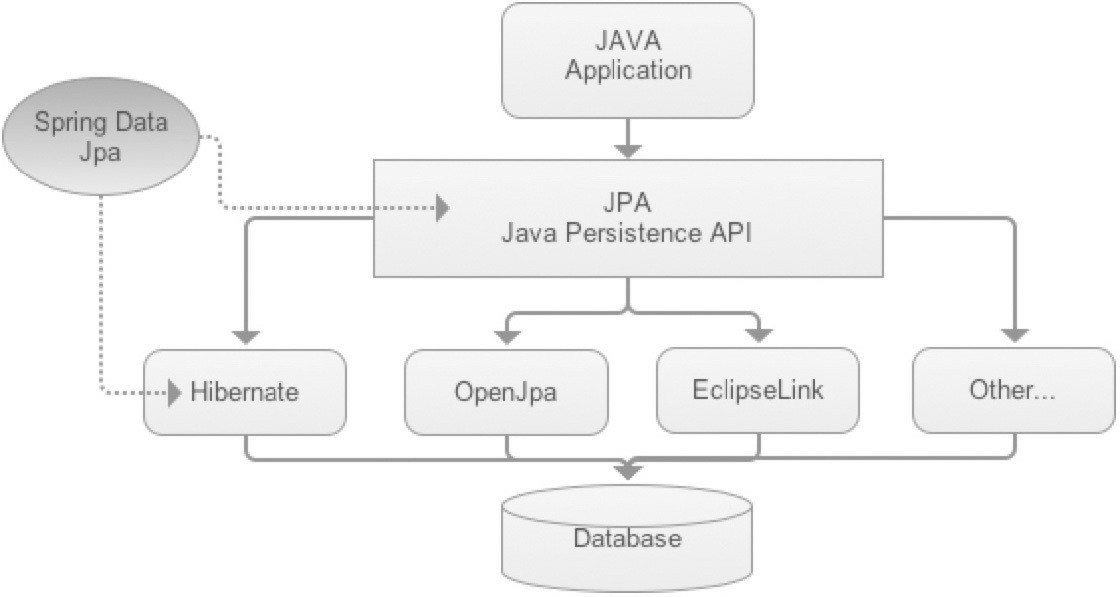 JAVA
Application
Spring Data
Jpa
JPA
Java Persistence API
Hibernate
OpenJpa
EclipseLink
Other...
Database